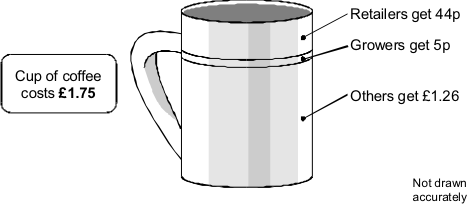 Retailers get 44p
Growers get 5p
Cup of coffee
costs £1.75
Others get £1.26
Not drawn
accurately